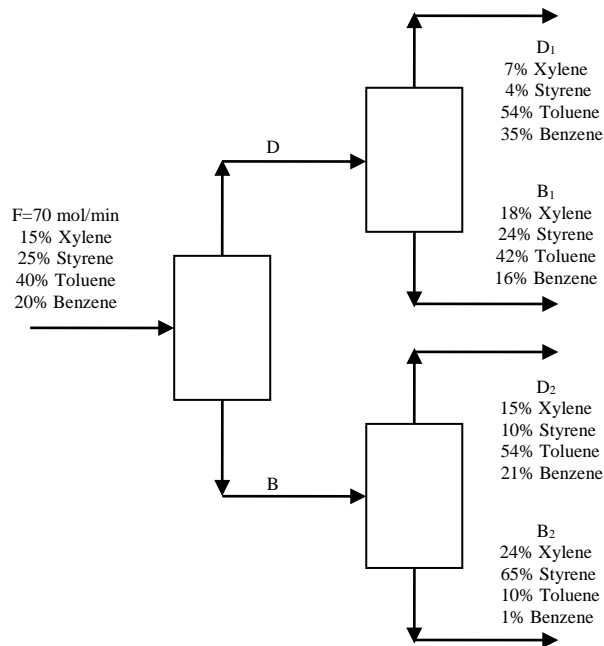 F=70 mol/min
15% Xylene
25% Styrene
40% Toluene
20% Benzene
D
B
D₁
7% Xylene
4% Styrene
54% Toluene
35% Benzene
B₁
18% Xylene
24% Styrene
42% Toluene
16% Benzene
D₂
15% Xylene
10% Styrene
54% Toluene
21% Benzene
B₂
24% Xylene
65% Styrene
10% Toluene
1% Benzene